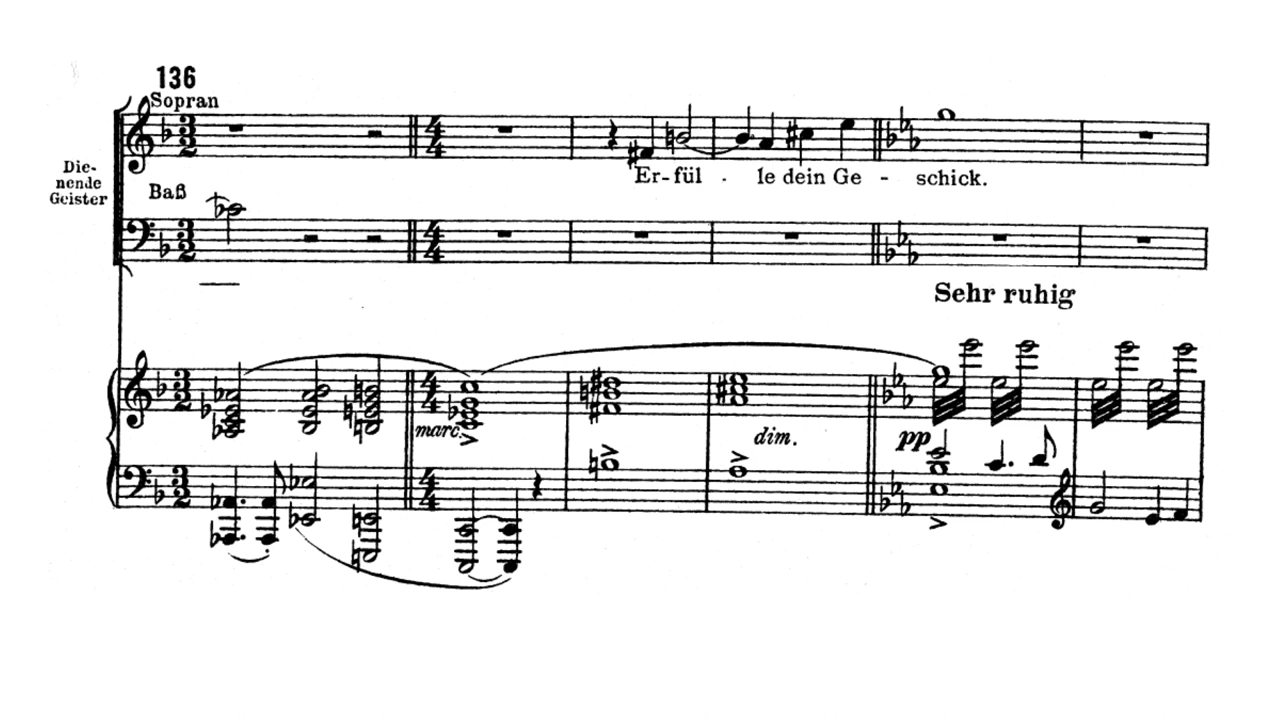 136
Sopran
Die-
nende
Geister
Baß
Er-fül - le dein Ge - schick.
Sehr ruhig
marc.
dim.
pp